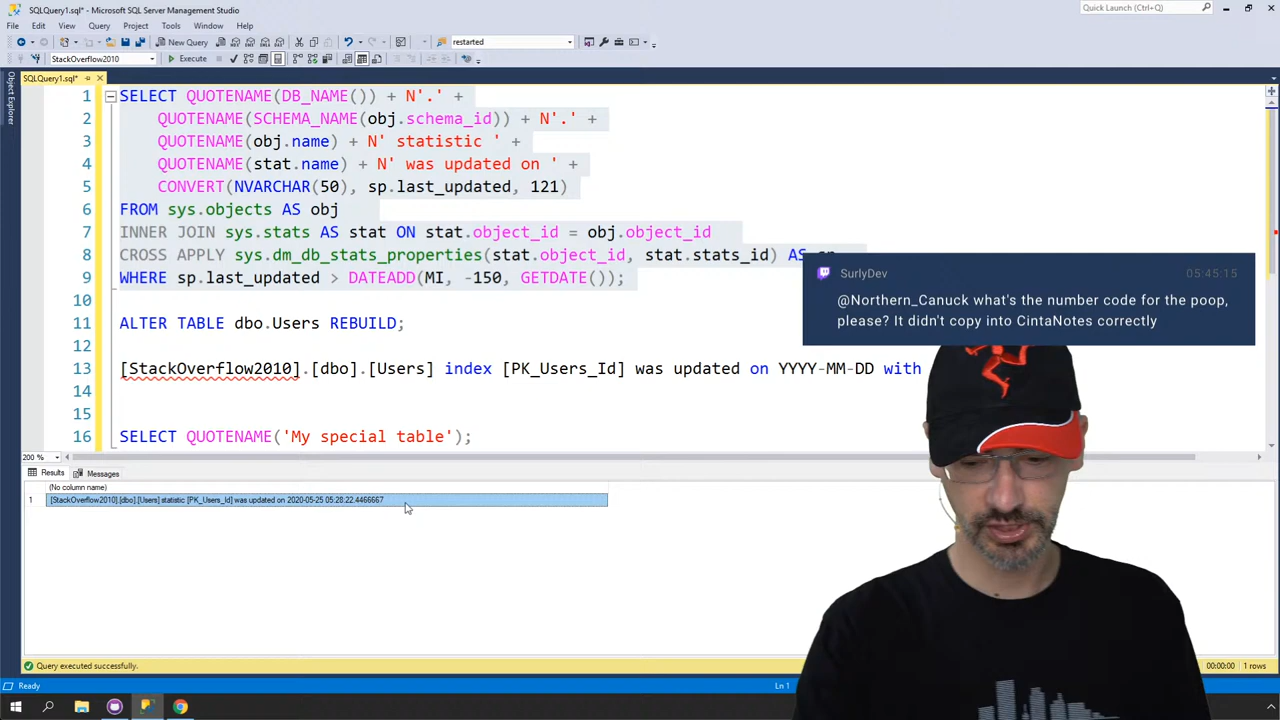 SQLQuery1.sql* - Microsoft SQL Server Management Studio
Quick Launch (Ctrl+Q)
File Edit View Query Project Tools Window Help
New Query restarted
StackOverflow2010 Execute
SQLQuery1.sql*
Object Explorer
1 SELECT QUOTENAME(DB_NAME()) + N'.' +
2 QUOTENAME(SCHEMA_NAME(obj.schema_id)) + N'.' +
3 QUOTENAME(obj.name) + N' statistic ' +
4 QUOTENAME(stat.name) + N' was updated on ' +
5 CONVERT(NVARCHAR(50), sp.last_updated, 121)
6 FROM sys.objects AS obj
7 INNER JOIN sys.stats AS stat ON stat.object_id = obj.object_id
8 CROSS APPLY sys.dm_db_stats_properties(stat.object_id, stat.stats_id) AS sp
9 WHERE sp.last_updated > DATEADD(MI, -150, GETDATE());
10
11 ALTER TABLE dbo.Users REBUILD;
12
13 [StackOverflow2010].[dbo].[Users] index [PK_Users_Id] was updated on YYYY-MM-DD with
14
15
16 SELECT QUOTENAME('My special table');
SurlyDev 05:45:15
@Northern_Canuck what's the number code for the poop,
please? It didn't copy into CintaNotes correctly
200 %
Results Messages
(No column name)
1 [StackOverflow2010].[dbo].[Users] statistic [PK_Users_Id] was updated on 2020-05-25 05:28:22.4466667
Query executed successfully. 00:00:00 1 rows
Ready Ln 1